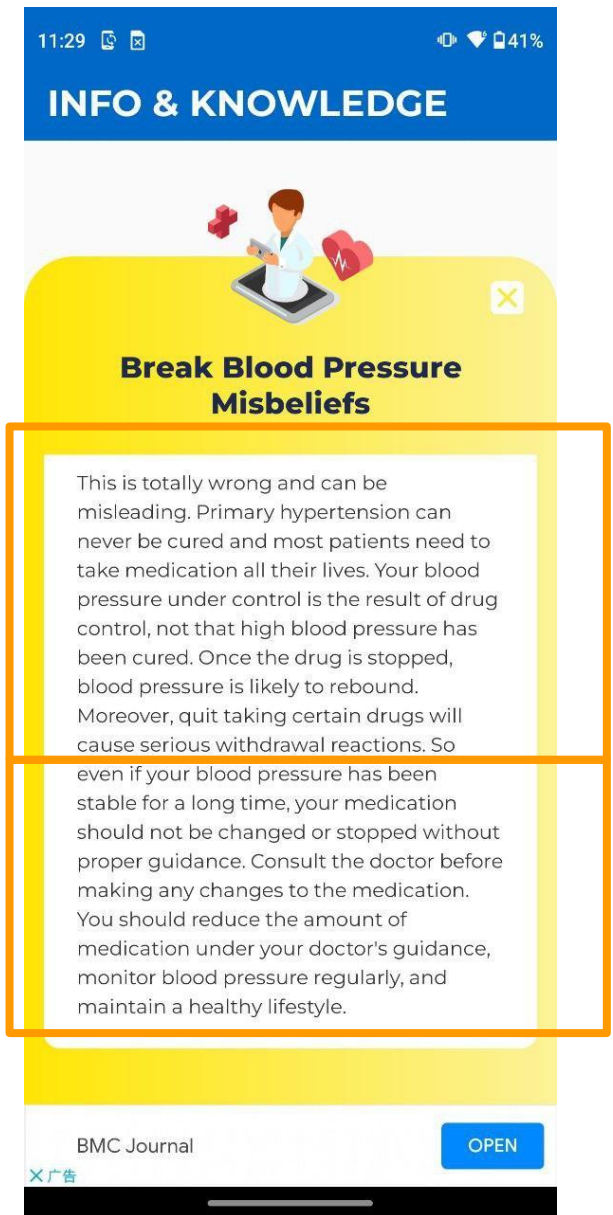 11:29
41%
INFO & KNOWLEDGE
Break Blood Pressure
Misbeliefs
This is totally wrong and can be
misleading. Primary hypertension can
never be cured and most patients need to
take medication all their lives. Your blood
pressure under control is the result of drug
control, not that high blood pressure has
been cured. Once the drug is stopped,
blood pressure is likely to rebound.
Moreover, quit taking certain drugs will
cause serious withdrawal reactions. So
even if your blood pressure has been
stable for a long time, your medication
should not be changed or stopped without
proper guidance. Consult the doctor before
making any changes to the medication.
You should reduce the amount of
medication under your doctor's guidance,
monitor blood pressure regularly, and
maintain a healthy lifestyle.
BMC Journal
OPEN
广告